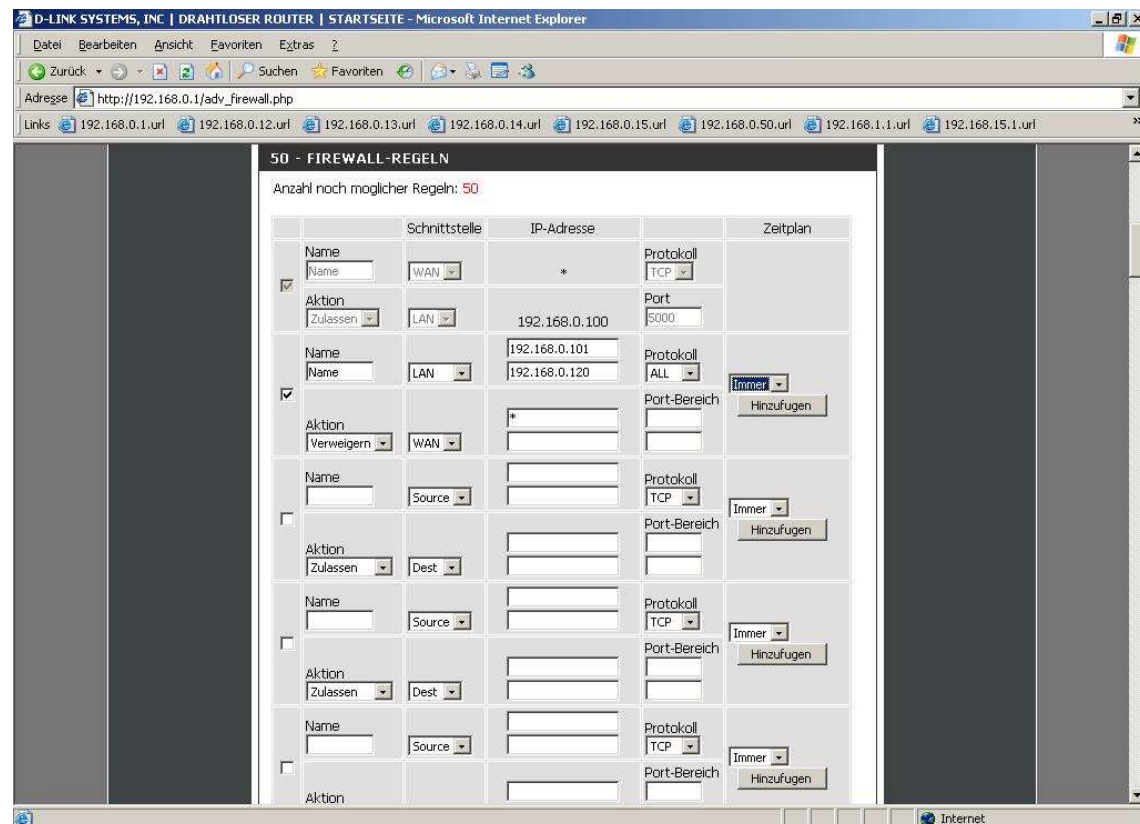 D-LINK SYSTEMS, INC | DRAHTLOSER ROUTER | STARTSEITE - Microsoft Internet Explorer
Datei Bearbeiten Ansicht Favoriten Extras ?
Zurück Suchen Favoriten
Adresse http://192.168.0.1/adv_firewall.php
Links 192.168.0.1.url 192.168.0.12.url 192.168.0.13.url 192.168.0.14.url 192.168.0.15.url 192.168.0.50.url 192.168.1.1.url 192.168.15.1.url »
50 - FIREWALL-REGELN
Anzahl noch moglicher Regeln: 50
Schnittstelle IP-Adresse Zeitplan
Name Protokoll
Name WAN * TCP
Aktion Port
Zulassen LAN 192.168.0.100 5000
Name 192.168.0.101 Protokoll
Name LAN 192.168.0.120 ALL
Immer
Port-Bereich
Hinzufugen
Aktion *
Verweigern WAN
Name Protokoll
Source TCP
Immer
Port-Bereich
Hinzufugen
Aktion
Zulassen Dest
Name Protokoll
Source TCP
Immer
Port-Bereich
Hinzufugen
Aktion
Zulassen Dest
Name Protokoll
Source TCP
Immer
Port-Bereich
Hinzufugen
Aktion
Internet